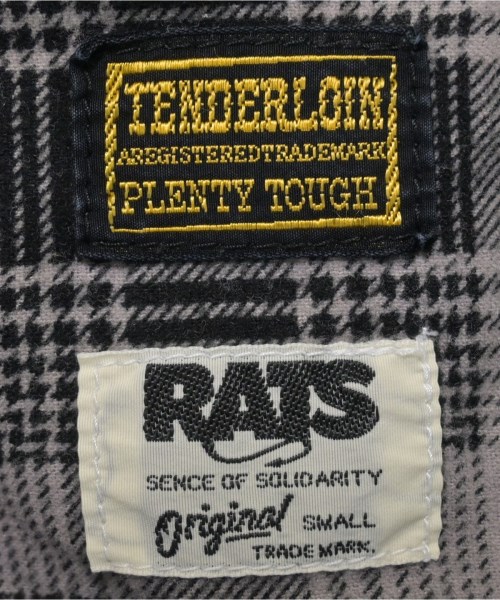 TENDERLOIN
AREGISTEREDTRADEMARK
PLENTY TOUGH
RATS
SENCE OF SOLIDARITY
Original SMALL
TRADE MARK.